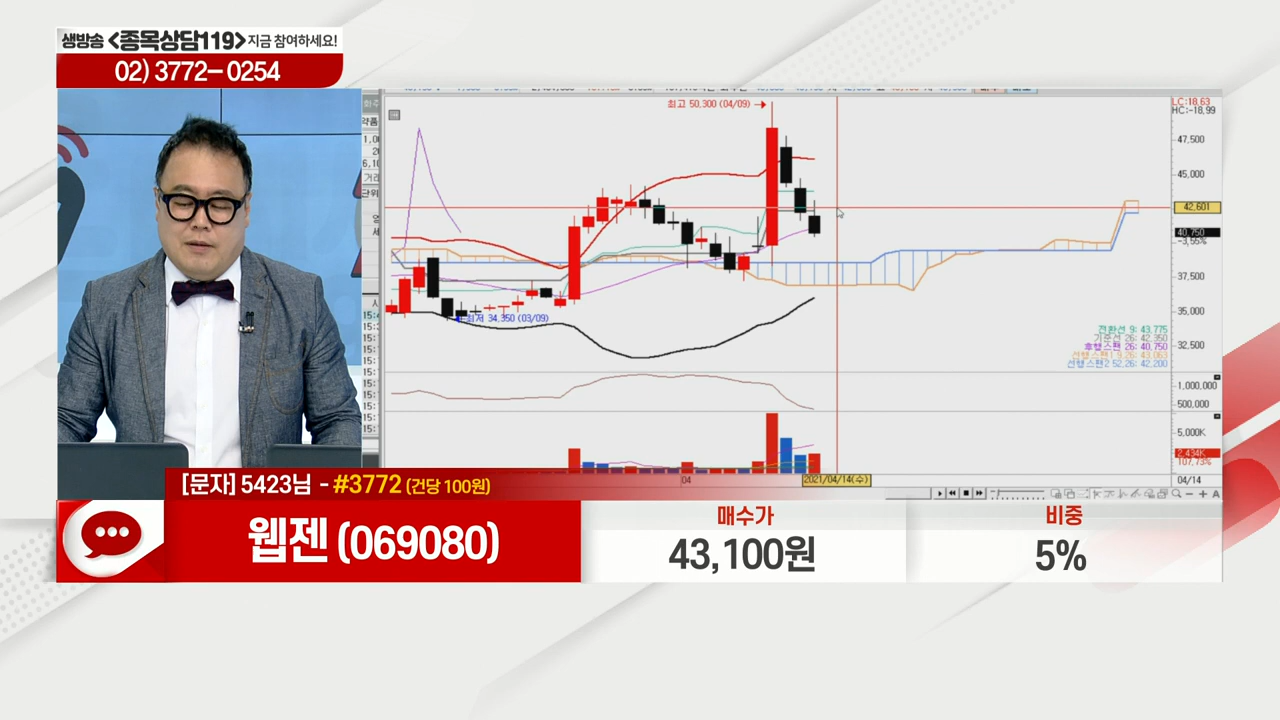 생방송 <종목상담119> 지금 참여하세요!
02) 3772-0254
최고 50,300 (04/09)
LC:18.63
HC:-18.99
47,500
45,000
42,601
40,750
-3.55%
37,500
35,000
32,500
최저 34,350 (03/09)
전환선 9: 43,775
기준선 26: 42,350
후행스팬 26: 40,750
선행스팬1 9,26: 43,063
선행스팬2 52,26: 42,200
1,000,000
500,000
5,000K
2,434K
107.73%
04
2021/04/14(수)
04/14
[문자] 5423님 - #3772 (건당 100원)
웹젠 (069080)
매수가
43,100원
비중
5%